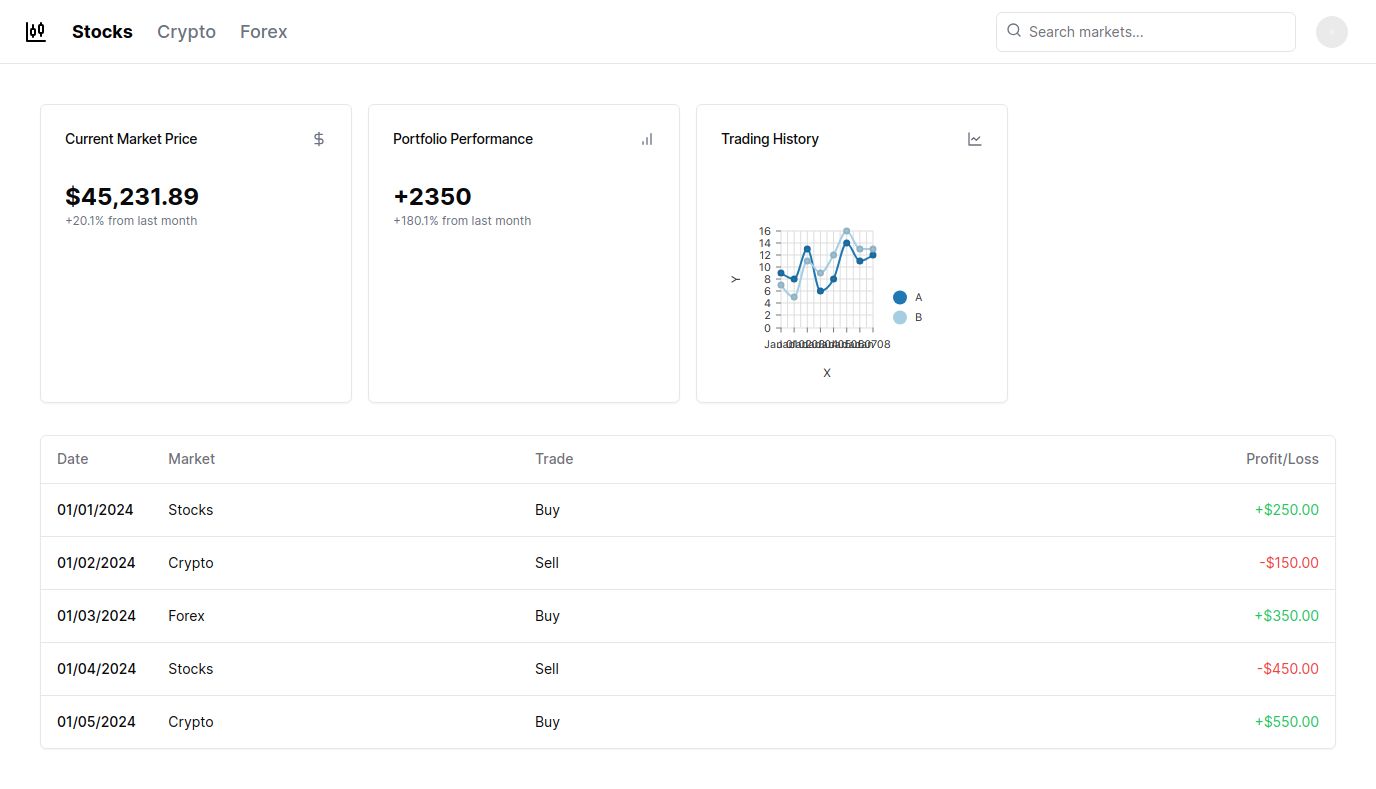 Stocks Crypto Forex Search markets...
Current Market Price
$45,231.89
+20.1% from last month
Portfolio Performance
+2350
+180.1% from last month
Trading History
16
14
12
10
8
6
4
2
0
Y
X
A
B
Date Market Trade Profit/Loss
01/01/2024 Stocks Buy +$250.00
01/02/2024 Crypto Sell -$150.00
01/03/2024 Forex Buy +$350.00
01/04/2024 Stocks Sell -$450.00
01/05/2024 Crypto Buy +$550.00